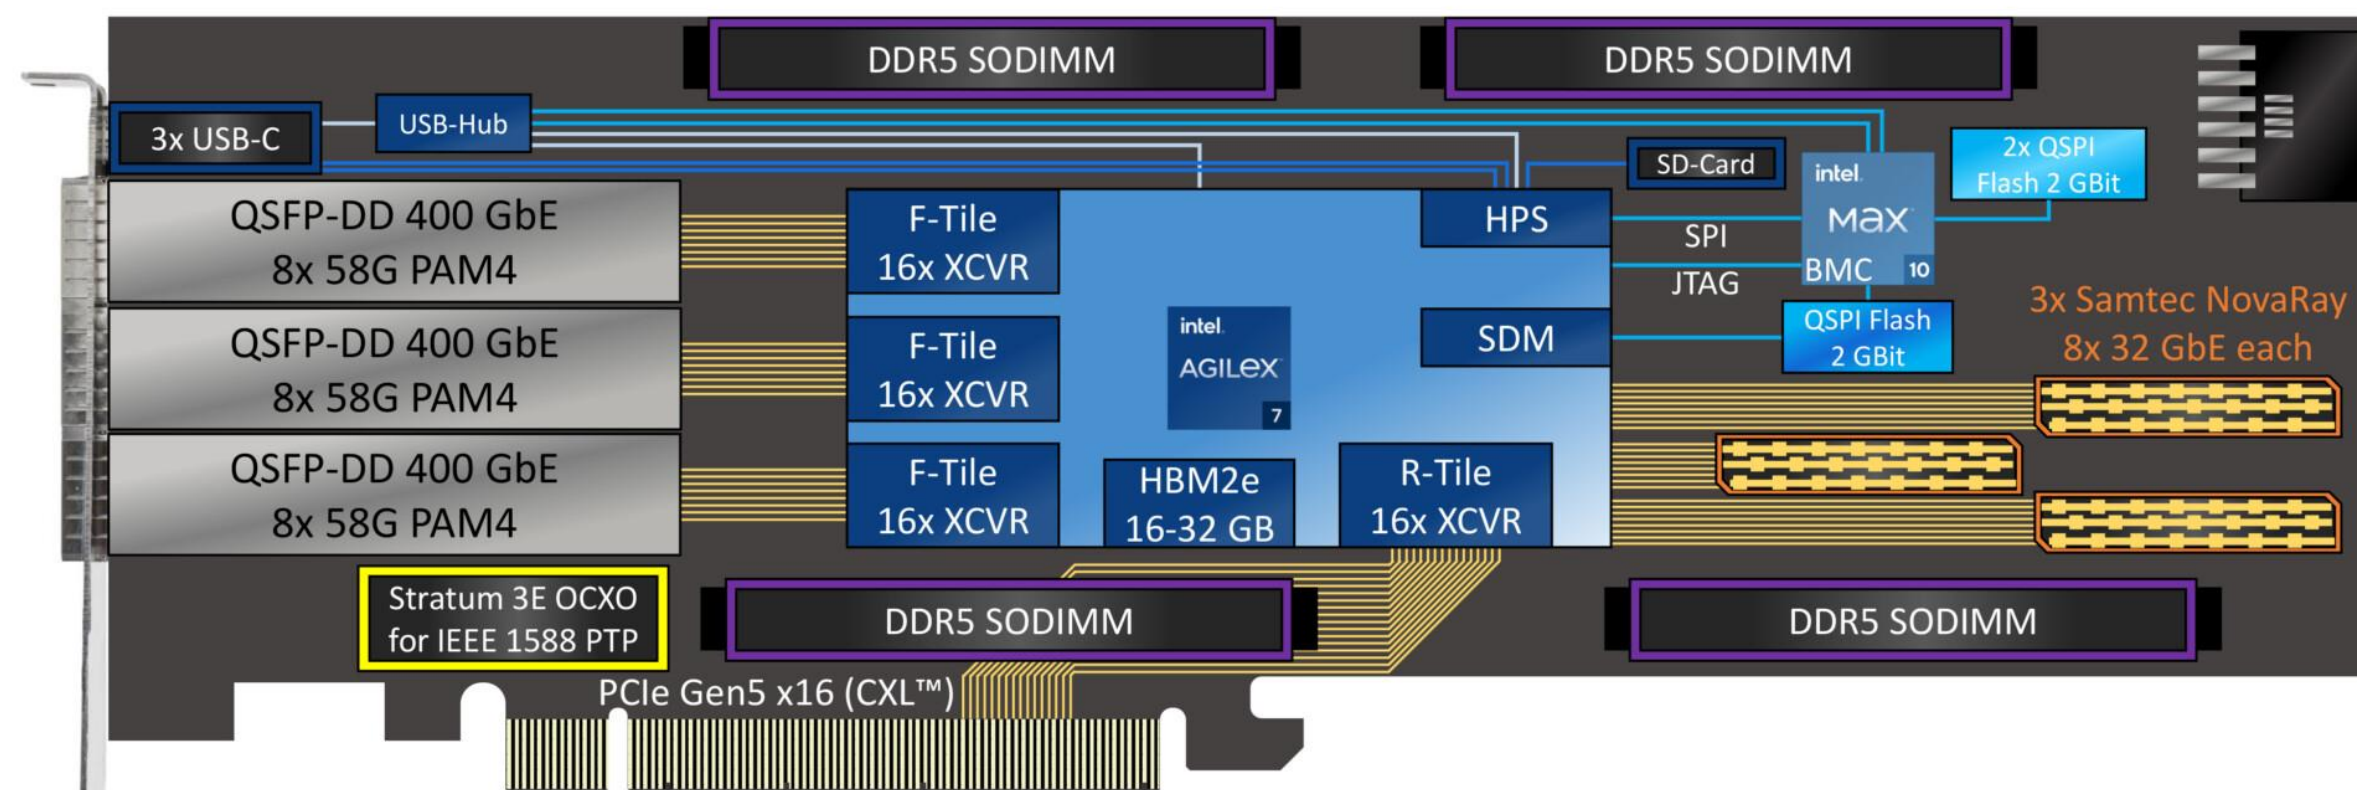 DDR5 SODIMM
DDR5 SODIMM
3x USB-C
USB-Hub
SD-Card
intel.
MAX
BMC
10
2x QSPI
Flash 2 GBit
QSFP-DD 400 GbE
8x 58G PAM4
F-Tile
16x XCVR
HPS
SPI
JTAG
QSFP-DD 400 GbE
8x 58G PAM4
F-Tile
16x XCVR
intel.
AGILEX
7
SDM
QSPI Flash
2 GBit
3x Samtec NovaRay
8x 32 GbE each
QSFP-DD 400 GbE
8x 58G PAM4
F-Tile
16x XCVR
HBM2e
16-32 GB
R-Tile
16x XCVR
Stratum 3E OCXO
for IEEE 1588 PTP
DDR5 SODIMM
DDR5 SODIMM
PCIe Gen5 x16 (CXL™)